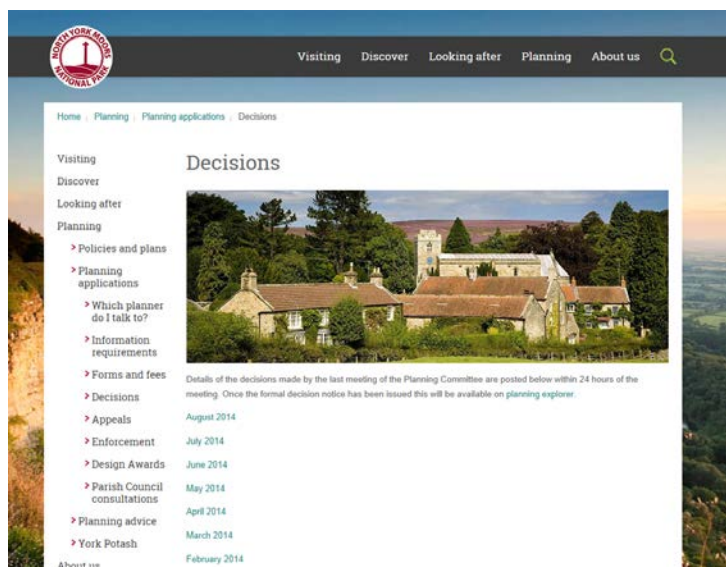 NORTH YORK MOORS
NATIONAL PARK
Visiting Discover Looking after Planning About us
Home Planning Planning applications Decisions
Visiting
Discover
Looking after
Planning
Policies and plans
Planning
applications
Which planner
do I talk to?
Information
requirements
Forms and fees
Decisions
Appeals
Enforcement
Design Awards
Parish Council
consultations
Planning advice
York Potash
About us
Decisions
Details of the decisions made by the last meeting of the Planning Committee are posted below within 24 hours of the
meeting. Once the formal decision notice has been issued this will be available on planning explorer.
August 2014
July 2014
June 2014
May 2014
April 2014
March 2014
February 2014